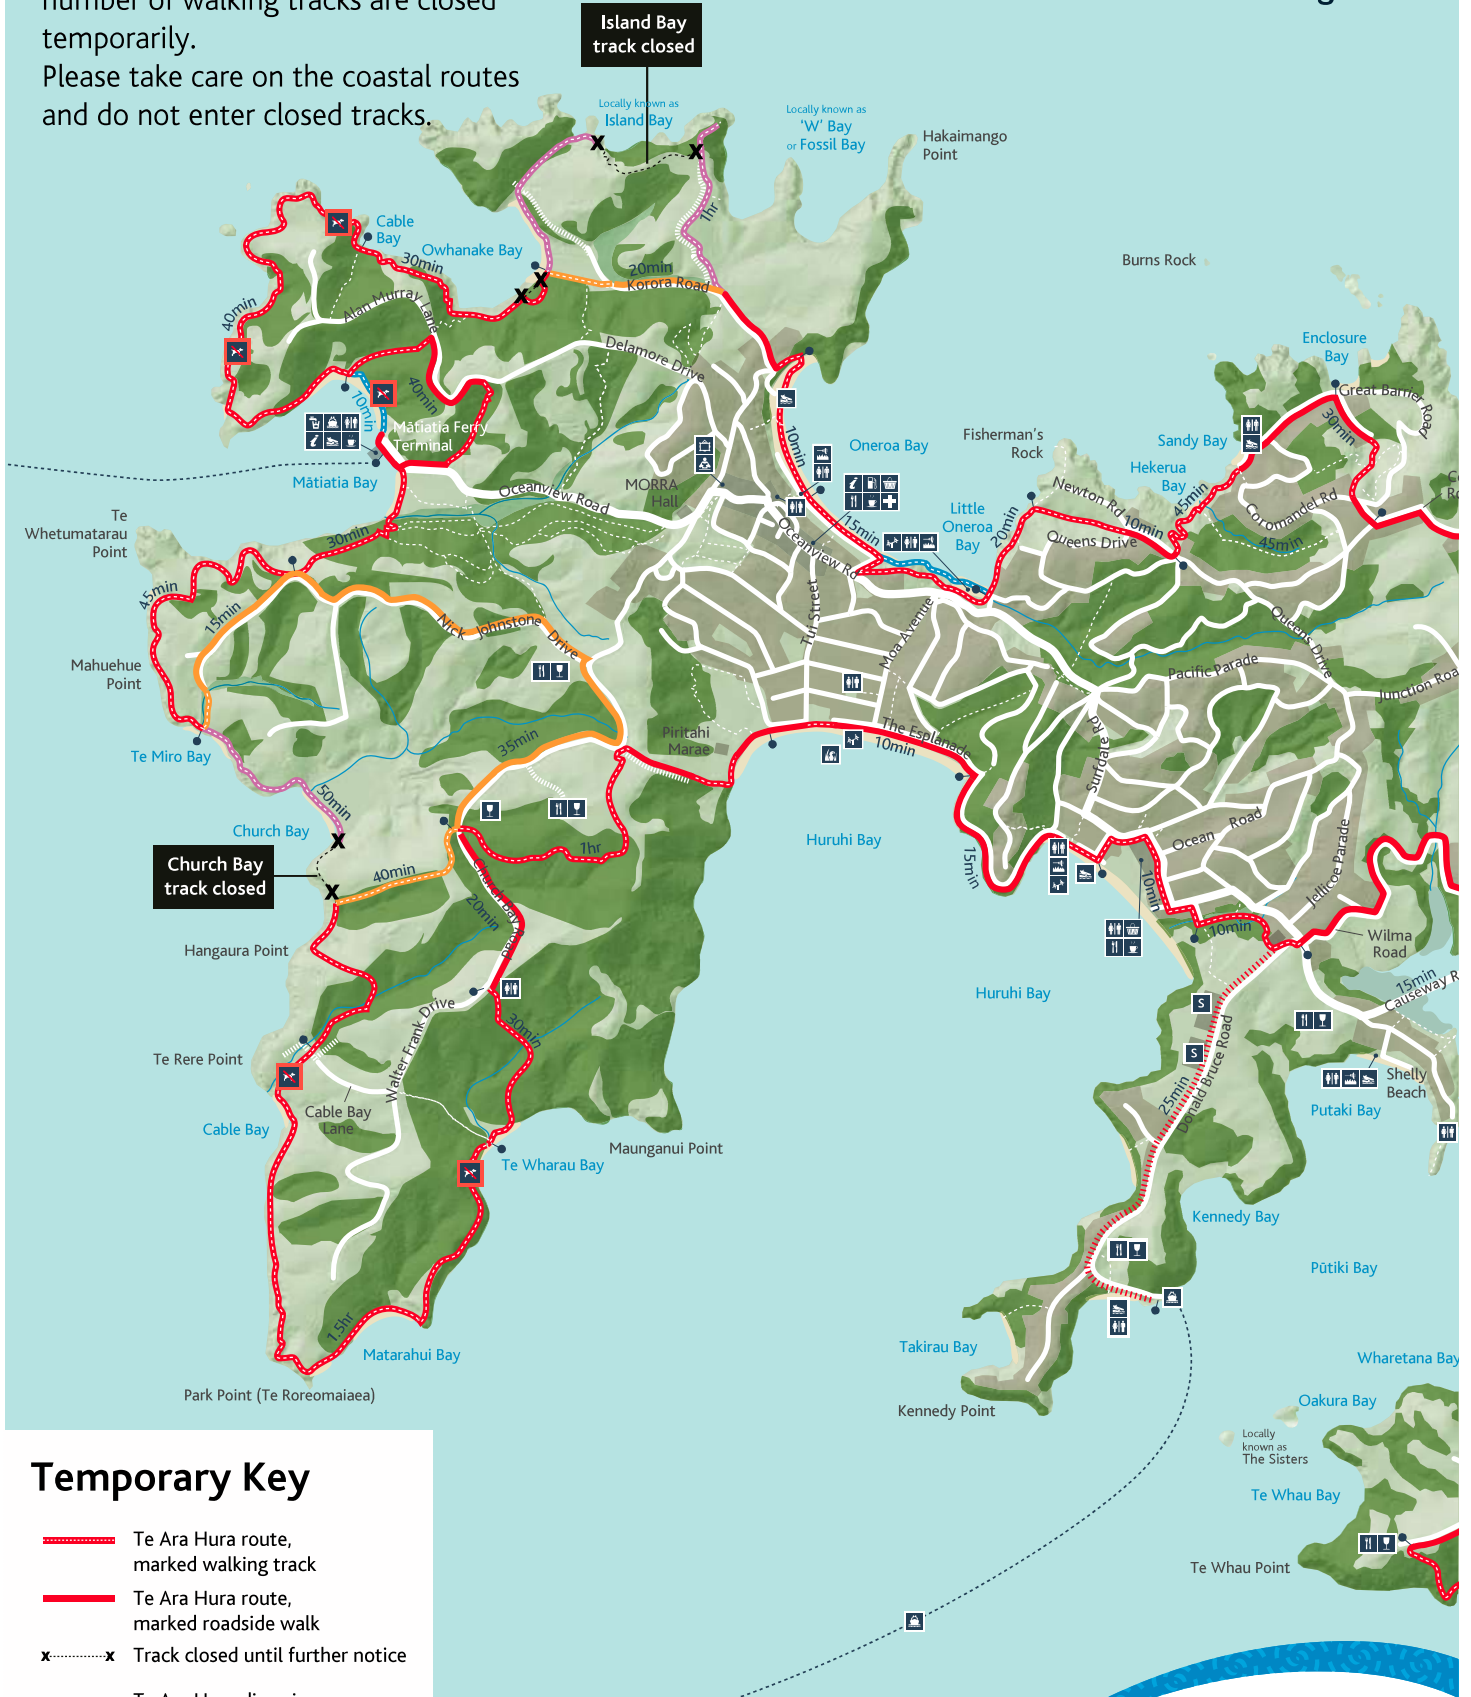 temporarily.
Please take care on the coastal routes
and do not enter closed tracks.
Island Bay
track closed
Locally known as
Island Bay
Locally known as
'W' Bay
or Fossil Bay
Hakaimango
Point
Cable
Bay
Owhanake Bay
30min
1hr
20min
Korora Road
Burns Rock
40min
Alan Murray Lane
Delamore Drive
Enclosure
Bay
Great Barrier Road
30min
10min
40min
Mātiatia Ferry
Terminal
Mātiatia Bay
10min
Oneroa Bay
Fisherman's
Rock
Sandy Bay
Hekerua
Bay
45min
Coromandel Rd
45min
MORRA
Hall
Oceanview Road
Oceanview Rd
15min
Little
Oneroa
Bay
20min
Newton Rd
10min
Queens Drive
Te
Whetumatarau
Point
30min
45min
15min
Nick Johnstone Drive
Tui Street
Moa Avenue
Queens Drive
Pacific Parade
Junction Roa
Mahuehue
Point
Te Miro Bay
35min
Piritahi
Marae
The Esplanade
10min
Surfdale Rd
50min
Church Bay
Church Bay
track closed
40min
1hr
Church Bay Road
20min
Huruhi Bay
15min
10min
Ocean Road
Jellicoe Parade
10min
Wilma
Road
Hangaura Point
Huruhi Bay
15min
Causeway R
Te Rere Point
Walter Frank Drive
30min
Cable Bay
Lane
Cable Bay
25min
Donald Bruce Road
S
S
Shelly
Beach
Putaki Bay
Maunganui Point
Te Wharau Bay
Kennedy Bay
Pūtiki Bay
1.5hr
Matarahui Bay
Takirau Bay
Wharetana Bay
Park Point (Te Roreomaiaea)
Kennedy Point
Oakura Bay
Locally
known as
The Sisters
Te Whau Bay
Te Whau Point
Temporary Key
Te Ara Hura route,
marked walking track
Te Ara Hura route,
marked roadside walk
x x Track closed until further notice